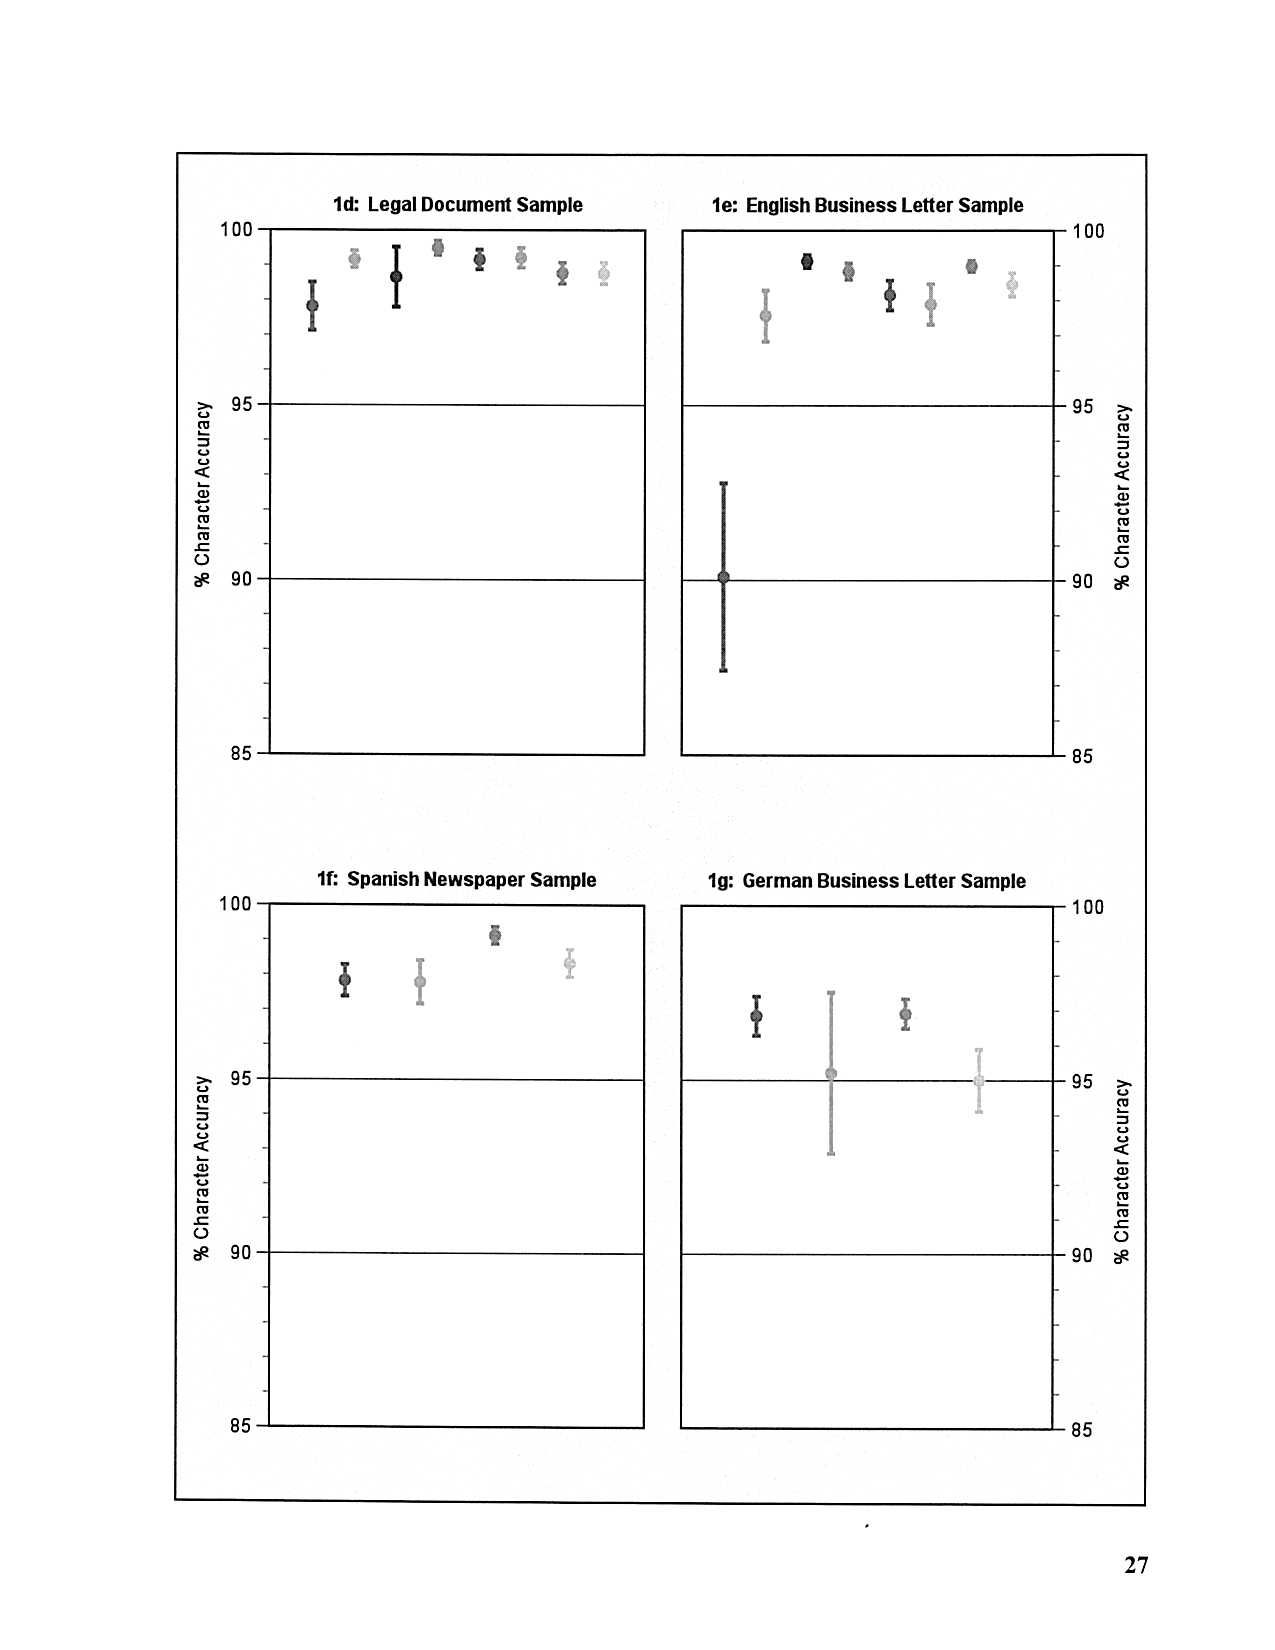 1d: Legal Document Sample
100
95
90
85
% Character Accuracy
1e: English Business Letter Sample
100
95
90
85
% Character Accuracy
1f: Spanish Newspaper Sample
100
95
90
85
% Character Accuracy
1g: German Business Letter Sample
100
95
90
85
% Character Accuracy
27